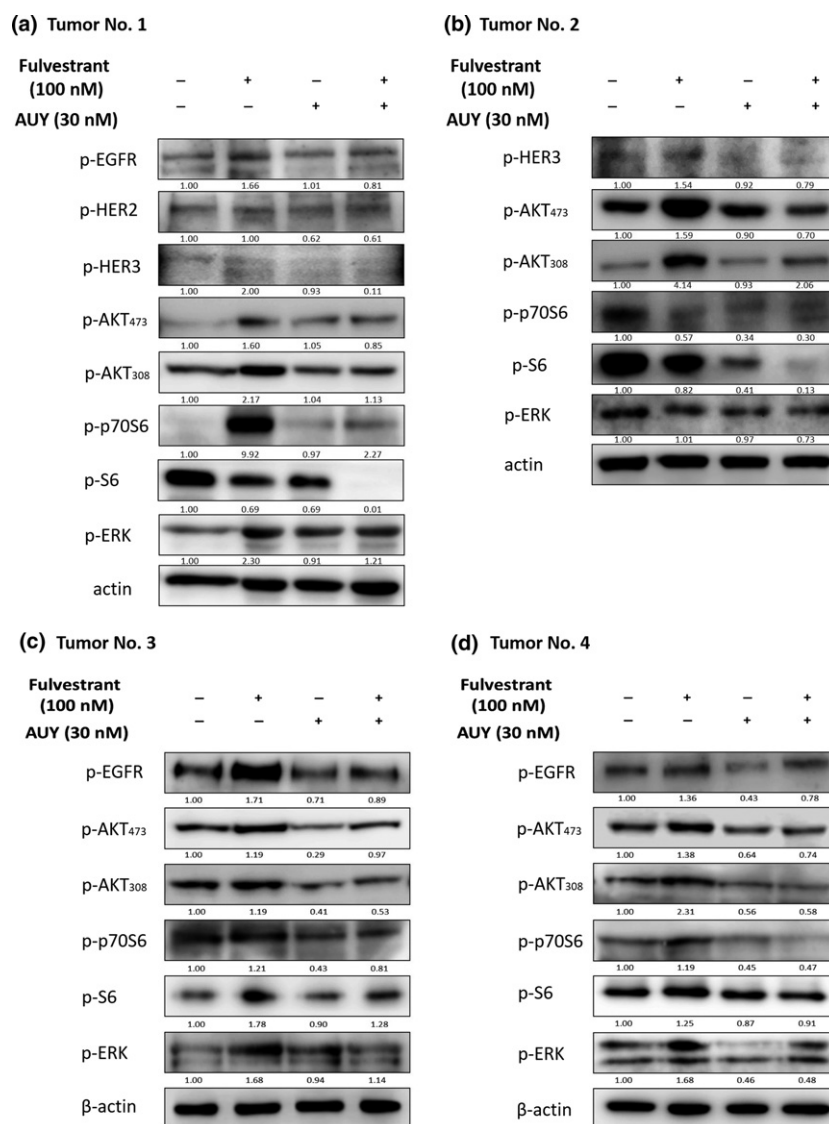 (a) Tumor No. 1
Fulvestrant (100 nM) – + – +
AUY (30 nM) – – + +
p-EGFR
1.00 1.66 1.01 0.81
p-HER2
1.00 1.00 0.62 0.61
p-HER3
1.00 2.00 0.93 0.11
p-AKT473
1.00 1.60 1.05 0.85
p-AKT308
1.00 2.17 1.04 1.13
p-p70S6
1.00 9.92 0.97 2.27
p-S6
1.00 0.69 0.69 0.01
p-ERK
1.00 2.30 0.91 1.21
actin
(b) Tumor No. 2
Fulvestrant (100 nM) – + – +
AUY (30 nM) – – + +
p-HER3
1.00 1.54 0.92 0.79
p-AKT473
1.00 1.59 0.90 0.70
p-AKT308
1.00 4.14 0.93 2.06
p-p70S6
1.00 0.57 0.34 0.30
p-S6
1.00 0.82 0.41 0.13
p-ERK
1.00 1.01 0.97 0.73
actin
(c) Tumor No. 3
Fulvestrant (100 nM) – + – +
AUY (30 nM) – – + +
p-EGFR
1.00 1.71 0.71 0.89
p-AKT473
1.00 1.19 0.29 0.97
p-AKT308
1.00 1.19 0.41 0.53
p-p70S6
1.00 1.21 0.43 0.81
p-S6
1.00 1.78 0.90 1.28
p-ERK
1.00 1.68 0.94 1.14
β-actin
(d) Tumor No. 4
Fulvestrant (100 nM) – + – +
AUY (30 nM) – – + +
p-EGFR
1.00 1.36 0.43 0.78
p-AKT473
1.00 1.38 0.64 0.74
p-AKT308
1.00 2.31 0.56 0.58
p-p70S6
1.00 1.19 0.45 0.47
p-S6
1.00 1.25 0.87 0.91
p-ERK
1.00 1.68 0.46 0.48
β-actin